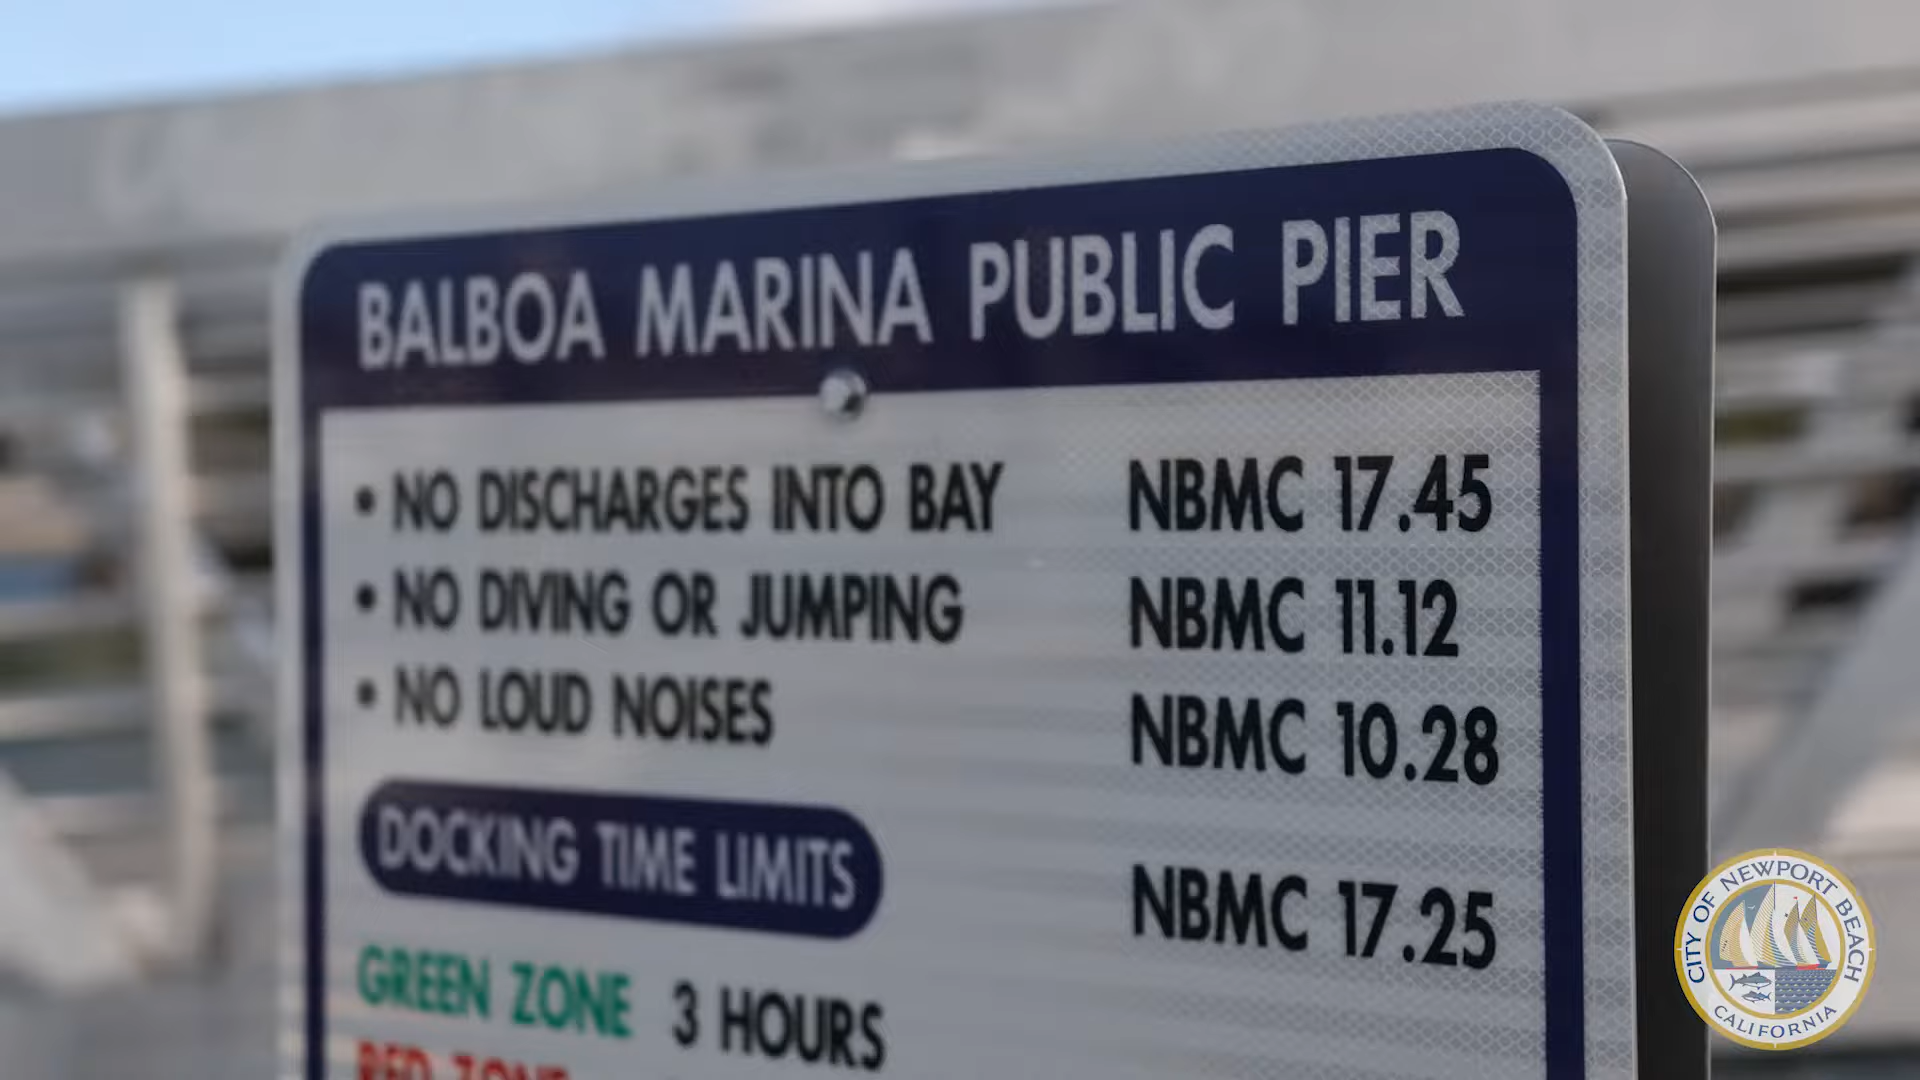 BALBOA MARINA PUBLIC PIER
• NO DISCHARGES INTO BAY NBMC 17.45
• NO DIVING OR JUMPING NBMC 11.12
• NO LOUD NOISES NBMC 10.28
DOCKING TIME LIMITS NBMC 17.25
GREEN ZONE 3 HOURS
RED ZONE
CITY OF NEWPORT BEACH
CALIFORNIA